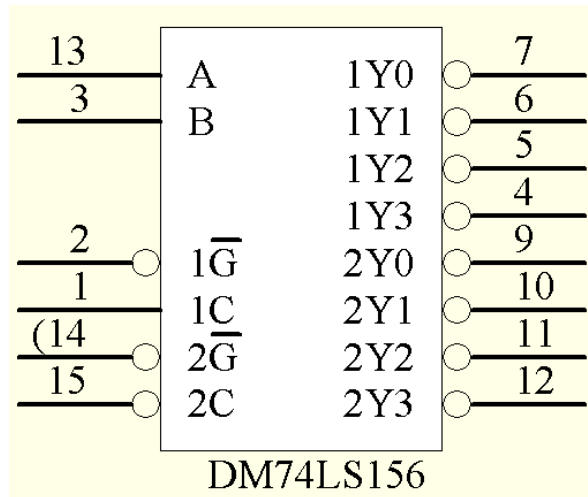 13 A 1Y0 7
3 B 1Y1 6
1Y2 5
1Y3 4
2 1G̅ 2Y0 9
1 1C 2Y1 10
(14 2G̅ 2Y2 11
15 2C 2Y3 12
DM74LS156